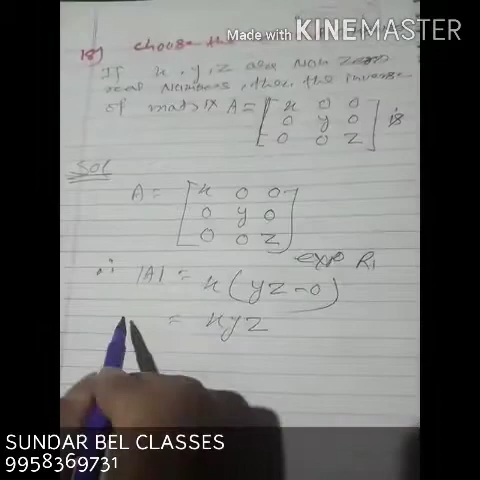 Made with KINEMASTER
18) Choose the
If x, y, z are non zero
real Numbers, then the inverse
of matrix A = [x 0 0
0 y 0
0 0 z] is
Sol
A = [x 0 0
0 y 0
0 0 z]
exp R1
∴ |A| = x(yz-0)
= xyz
SUNDAR BEL CLASSES
9958369731